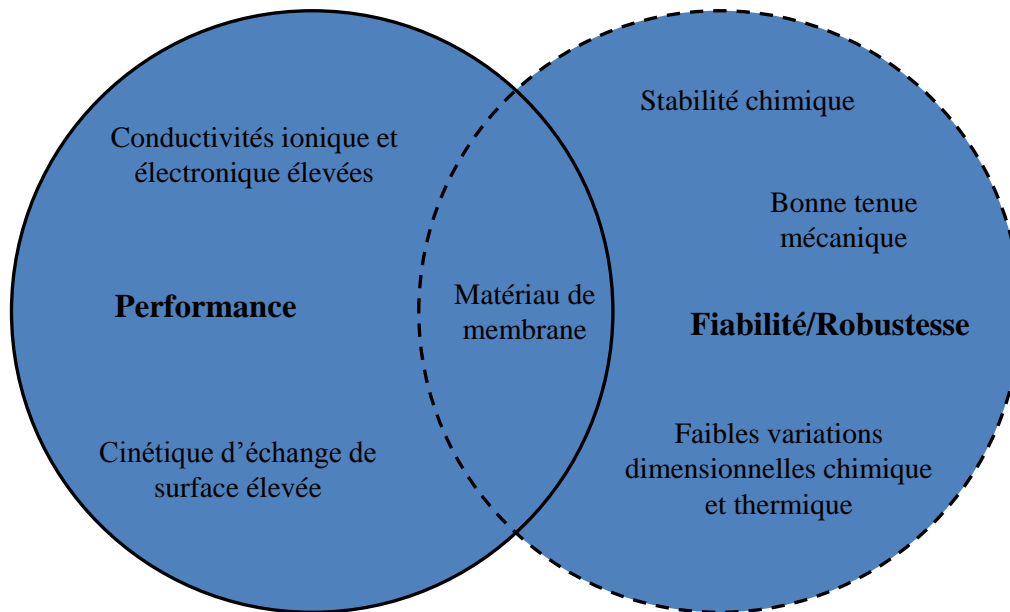 Conductivités ionique et
électronique élevées
Performance
Cinétique d’échange de
surface élevée
Matériau de
membrane
Stabilité chimique
Bonne tenue
mécanique
Fiabilité/Robustesse
Faibles variations
dimensionnelles chimique
et thermique